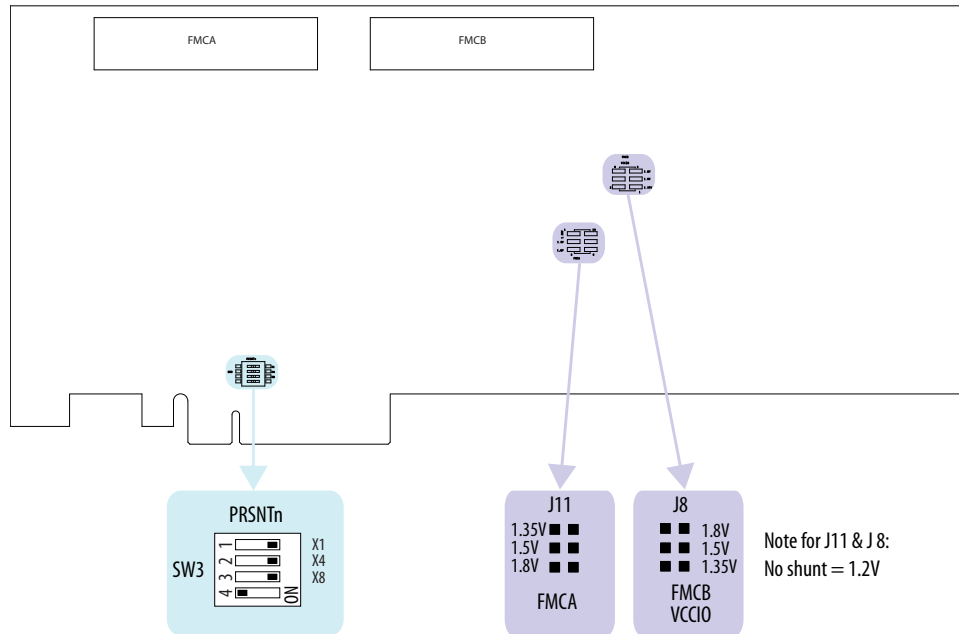 FMCA
FMCB
PRSNTn
SW3
1
X1
2
X4
3
X8
4
ON
J11
1.35V
1.5V
1.8V
FMCA
J8
1.8V
1.5V
1.35V
FMCB
VCCIO
Note for J11 & J 8:
No shunt = 1.2V